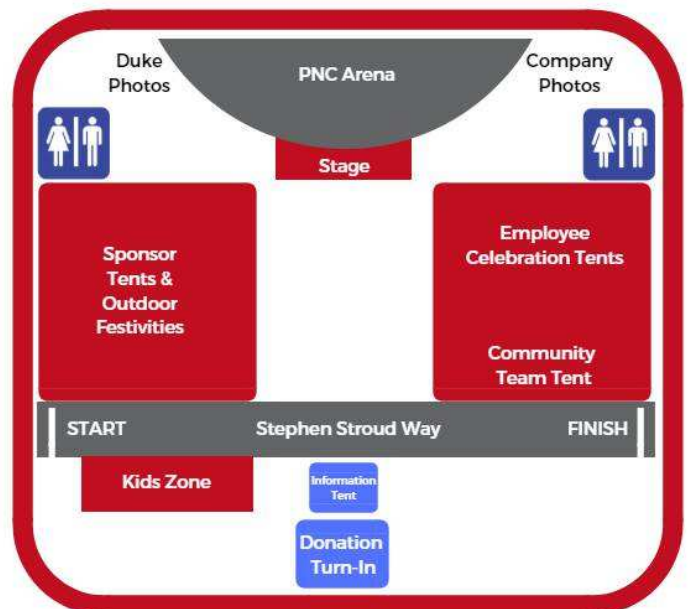 Duke
Photos
PNC Arena
Company
Photos
Stage
Sponsor
Tents &
Outdoor
Festivities
Employee
Celebration Tents
Community
Team Tent
START
Stephen Stroud Way
FINISH
Kids Zone
Information
Tent
Donation
Turn-In